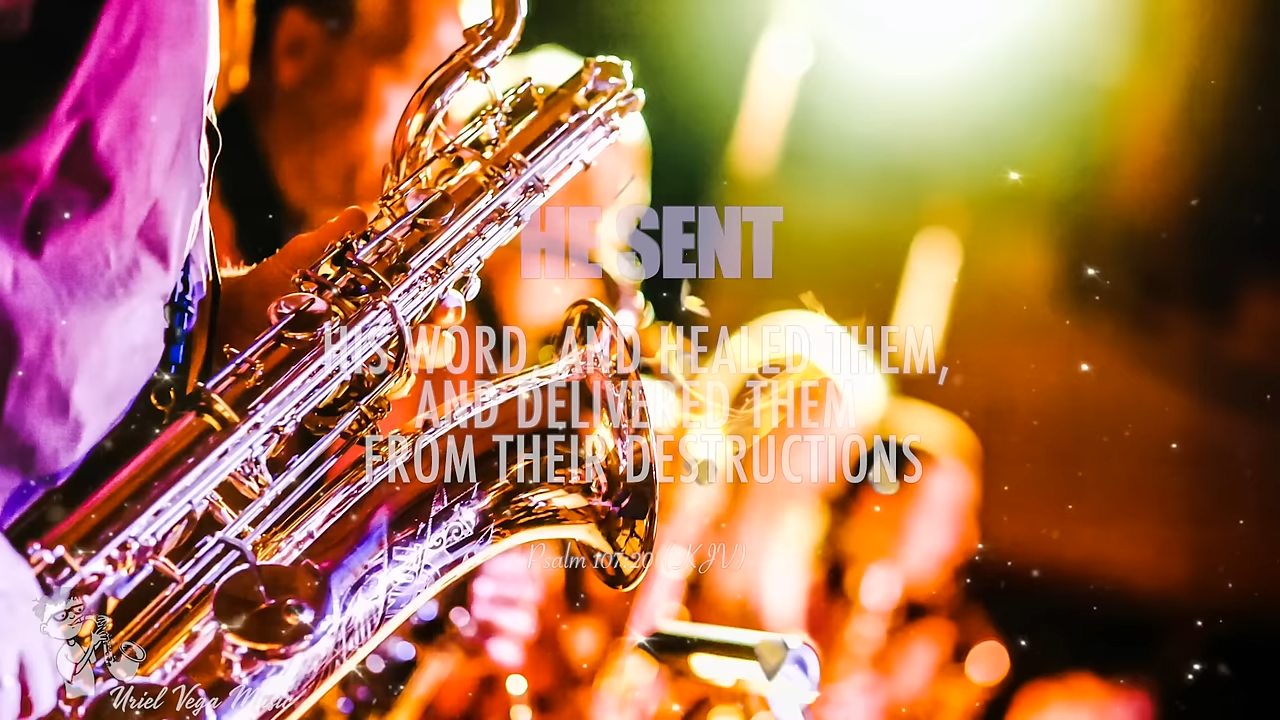 HE SENT
HIS WORD, AND HEALED THEM,
AND DELIVERED THEM
FROM THEIR DESTRUCTIONS
Psalm 107:20 (KJV)
Uriel Vega Music